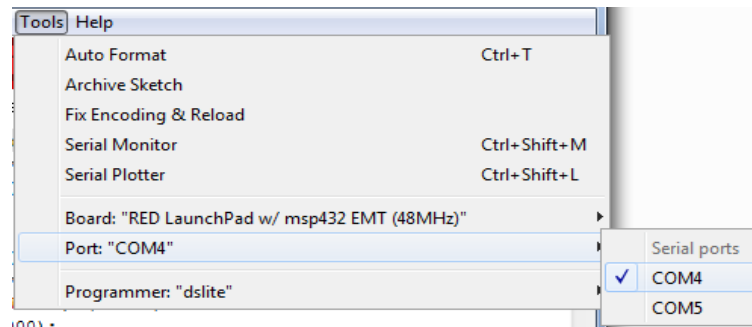 Tools Help
Auto Format Ctrl+T
Archive Sketch
Fix Encoding & Reload
Serial Monitor Ctrl+Shift+M
Serial Plotter Ctrl+Shift+L
Board: "RED LaunchPad w/ msp432 EMT (48MHz)"
Port: "COM4"
Serial ports
COM4
Programmer: "dslite"
COM5